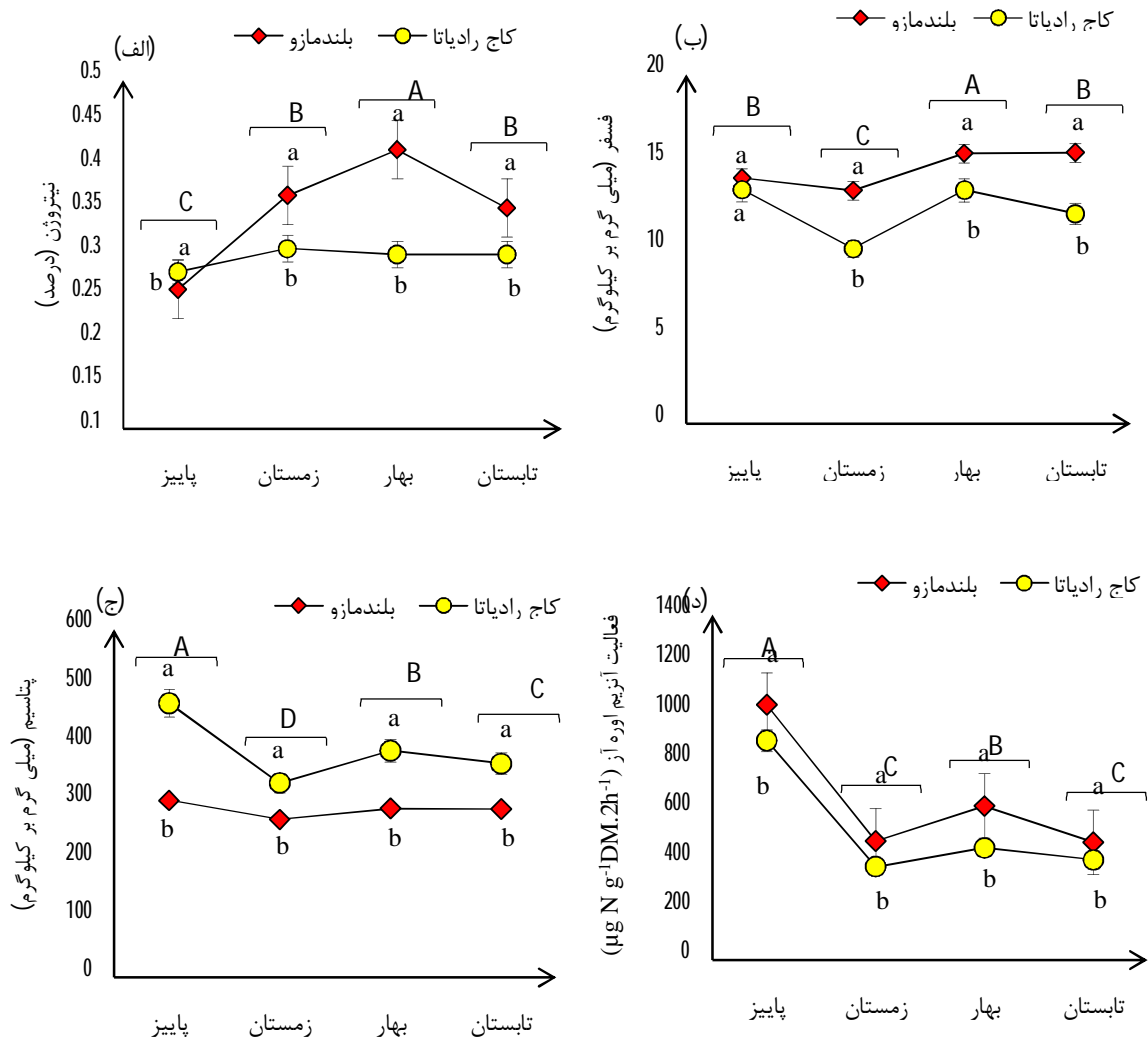 (الف)
بلندمازو کاج رادیاتا
نیتروژن (درصد)
0.5
0.45
0.4
0.35
0.3
0.25
0.2
0.15
0.1
C B A B
a a a a
b b b b
پاییز زمستان بهار تابستان
(ب)
بلندمازو کاج رادیاتا
فسفر (میلی گرم بر کیلوگرم)
20
15
10
5
0
B C A B
a a a a
a b b b
پاییز زمستان بهار تابستان
(ج)
بلندمازو کاج رادیاتا
پتاسیم (میلی گرم بر کیلوگرم)
600
500
400
300
200
100
0
A D B C
a a a a
b b b b
پاییز زمستان بهار تابستان
(د)
بلندمازو کاج رادیاتا
فعالیت آنزیم اوره آز (µg N g-1DM.2h-1)
1400
1200
1000
800
600
400
200
0
A C B C
a a a a
b b b b
پاییز زمستان بهار تابستان